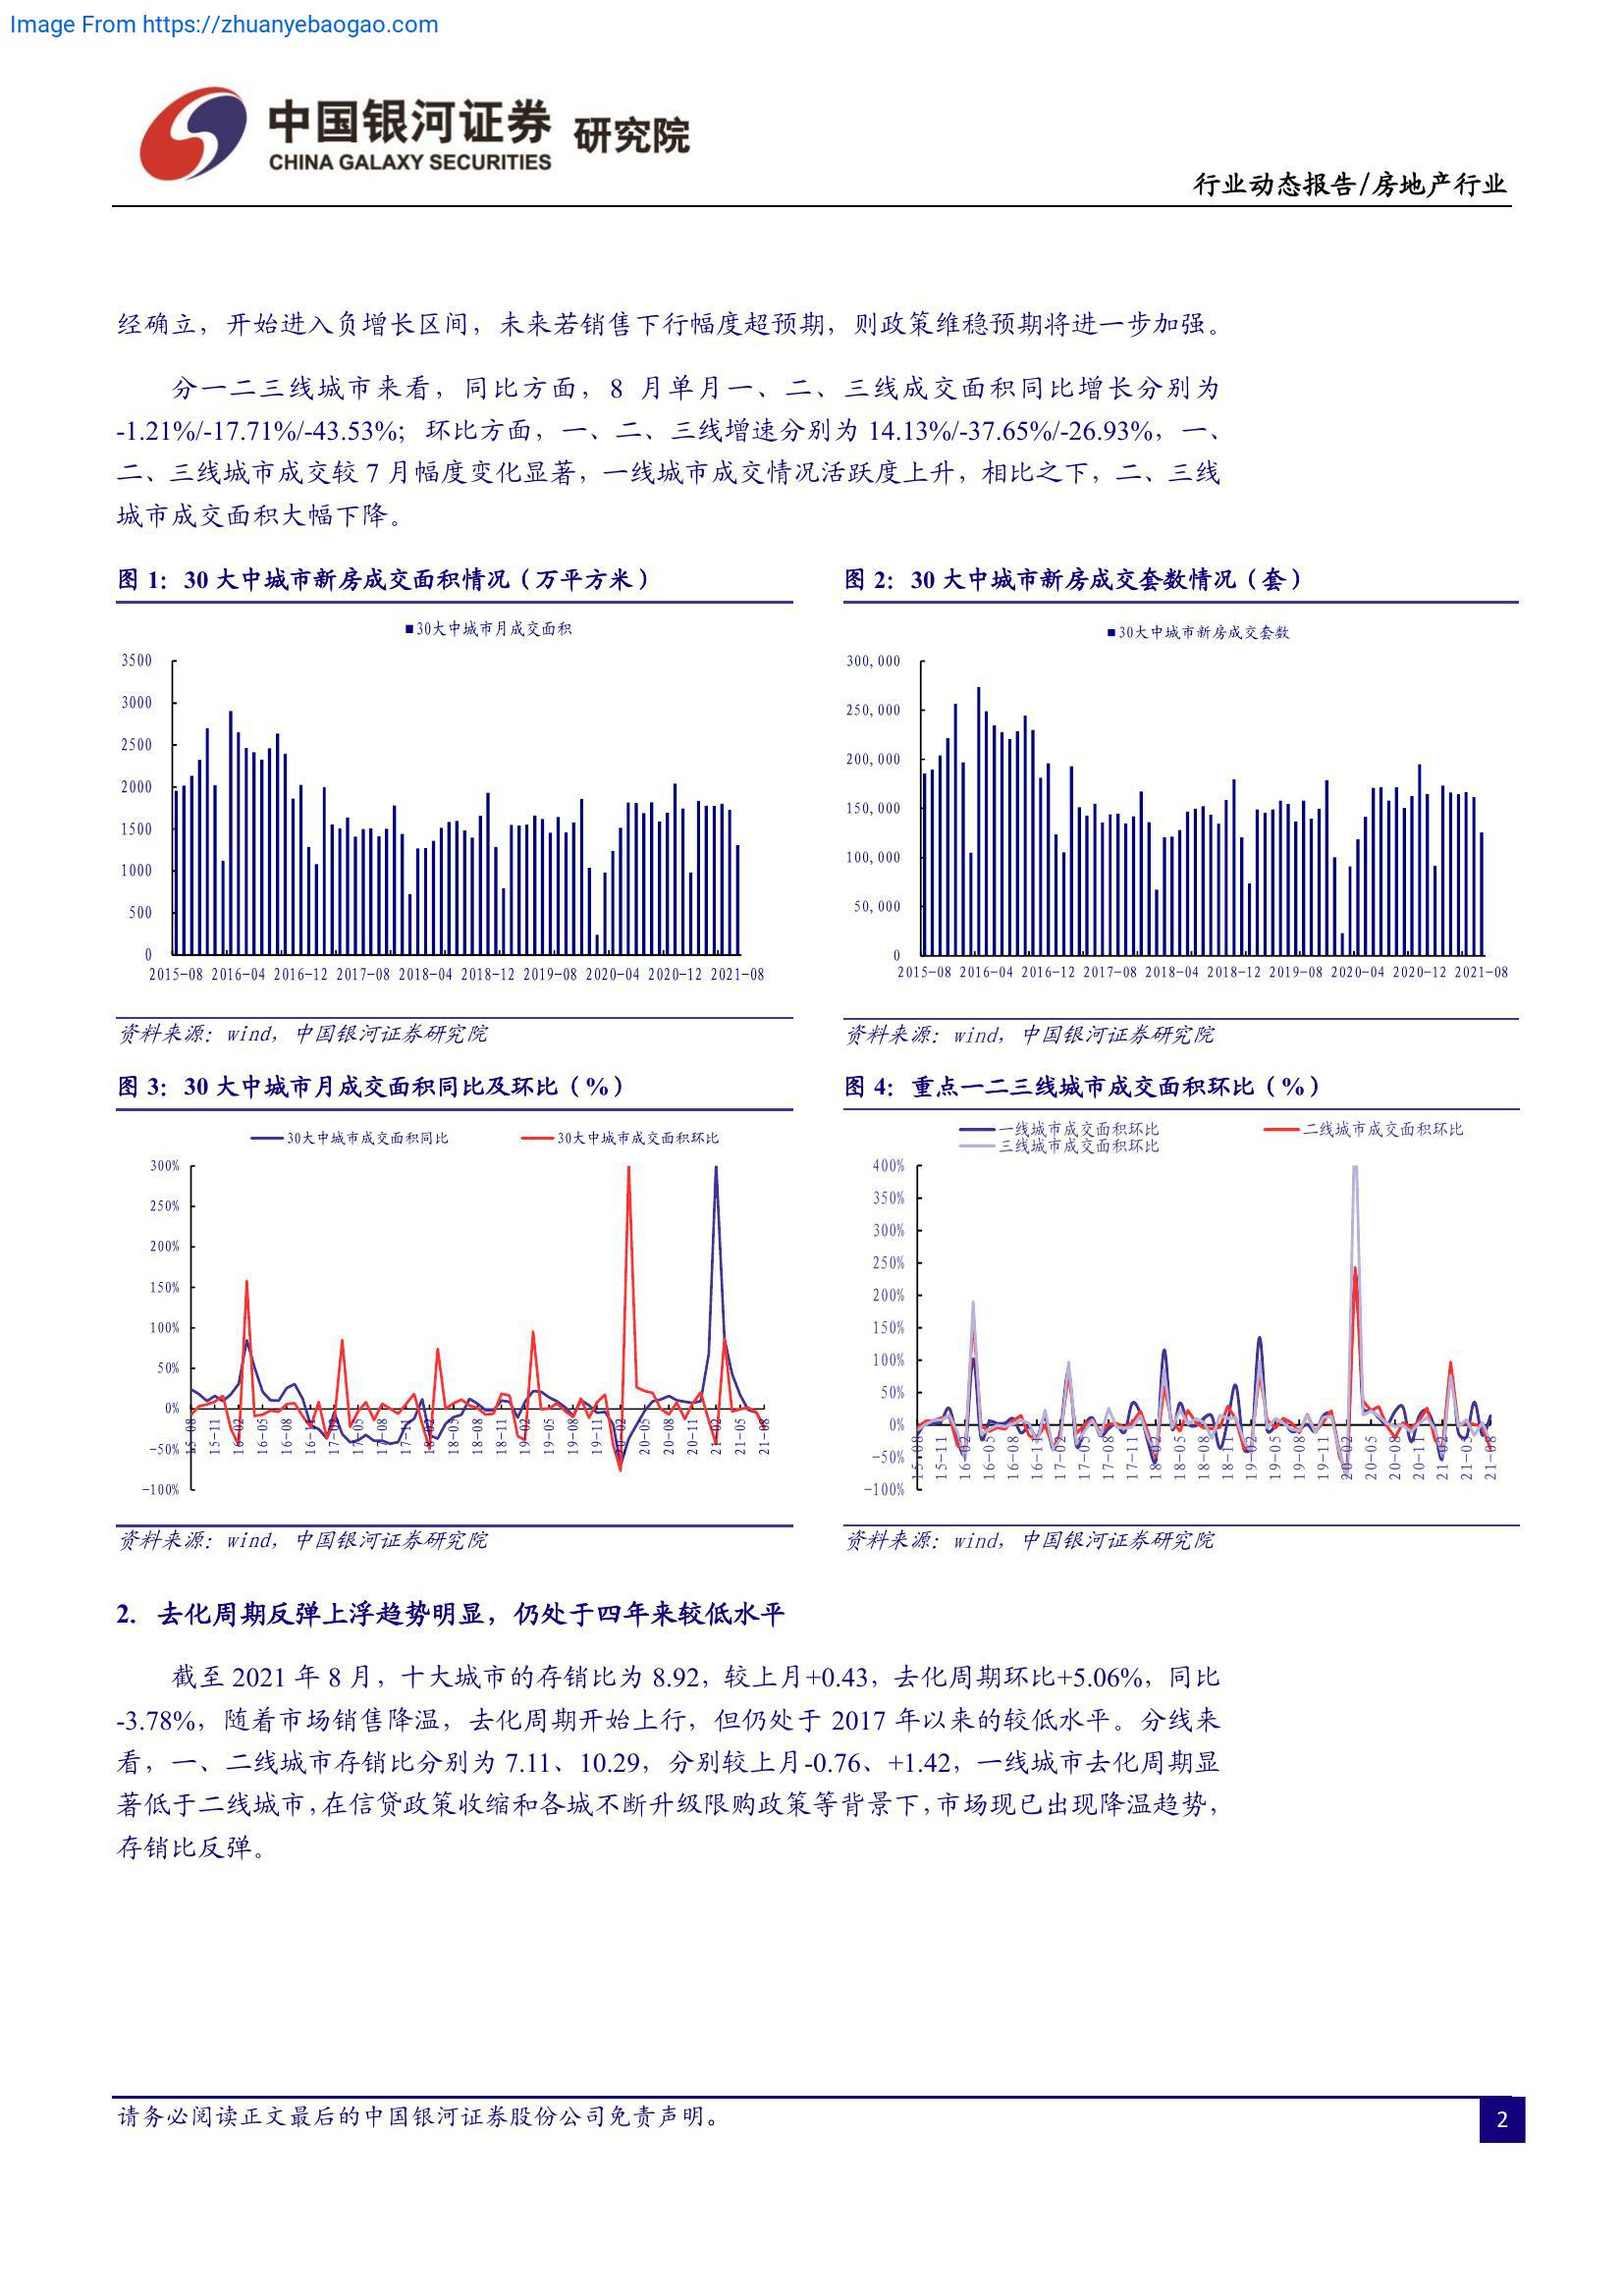 Image From https://zhuanyebaogao.com
中国银河证券 研究院
CHINA GALAXY SECURITIES
行业动态报告/房地产行业
经确立，开始进入负增长区间，未来若销售下行幅度超预期，则政策维稳预期将进一步加强。
分一二三线城市来看，同比方面，8 月单月一、二、三线成交面积同比增长分别为
-1.21%/-17.71%/-43.53%；环比方面，一、二、三线增速分别为 14.13%/-37.65%/-26.93%，一、
二、三线城市成交较 7 月幅度变化显著，一线城市成交情况活跃度上升，相比之下，二、三线
城市成交面积大幅下降。
图 1：30 大中城市新房成交面积情况（万平方米）
30大中城市月成交面积
3500
3000
2500
2000
1500
1000
500
0
2015-08 2016-04 2016-12 2017-08 2018-04 2018-12 2019-08 2020-04 2020-12 2021-08
资料来源：wind，中国银河证券研究院
图 2：30 大中城市新房成交套数情况（套）
30大中城市新房成交套数
300,000
250,000
200,000
150,000
100,000
50,000
0
2015-08 2016-04 2016-12 2017-08 2018-04 2018-12 2019-08 2020-04 2020-12 2021-08
资料来源：wind，中国银河证券研究院
图 3：30 大中城市月成交面积同比及环比（%）
30大中城市成交面积同比 30大中城市成交面积环比
300%
250%
200%
150%
100%
50%
0%
-50%
-100%
15-08 15-11 16-02 16-05 16-08 16-11 17-02 17-05 17-08 17-11 18-02 18-05 18-08 18-11 19-02 19-05 19-08 19-11 20-02 20-05 20-08 20-11 21-02 21-05 21-08
资料来源：wind，中国银河证券研究院
图 4：重点一二三线城市成交面积环比（%）
一线城市成交面积环比 二线城市成交面积环比
三线城市成交面积环比
400%
350%
300%
250%
200%
150%
100%
50%
0%
-50%
-100%
15-08 15-11 16-02 16-05 16-08 16-11 17-02 17-05 17-08 17-11 18-02 18-05 18-08 18-11 19-02 19-05 19-08 19-11 20-02 20-05 20-08 20-11 21-02 21-05 21-08
资料来源：wind，中国银河证券研究院
2. 去化周期反弹上浮趋势明显，仍处于四年来较低水平
截至 2021 年 8 月，十大城市的存销比为 8.92，较上月+0.43，去化周期环比+5.06%，同比
-3.78%，随着市场销售降温，去化周期开始上行，但仍处于 2017 年以来的较低水平。分线来
看，一、二线城市存销比分别为 7.11、10.29，分别较上月-0.76、+1.42，一线城市去化周期显
著低于二线城市，在信贷政策收缩和各城不断升级限购政策等背景下，市场现已出现降温趋势，
存销比反弹。
请务必阅读正文最后的中国银河证券股份公司免责声明。
2